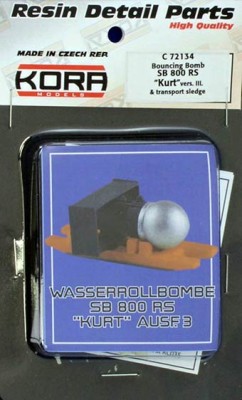 Resin Detail Parts
High Quality
MADE IN CZECH REP.
KORA
MODELS
C 72134
Bouncing Bomb
SB 800 RS
"Kurt" vers. III.
& transport sledge
WASSERROLLBOMBE
SB 800 RS
"KURT" AUSF.3